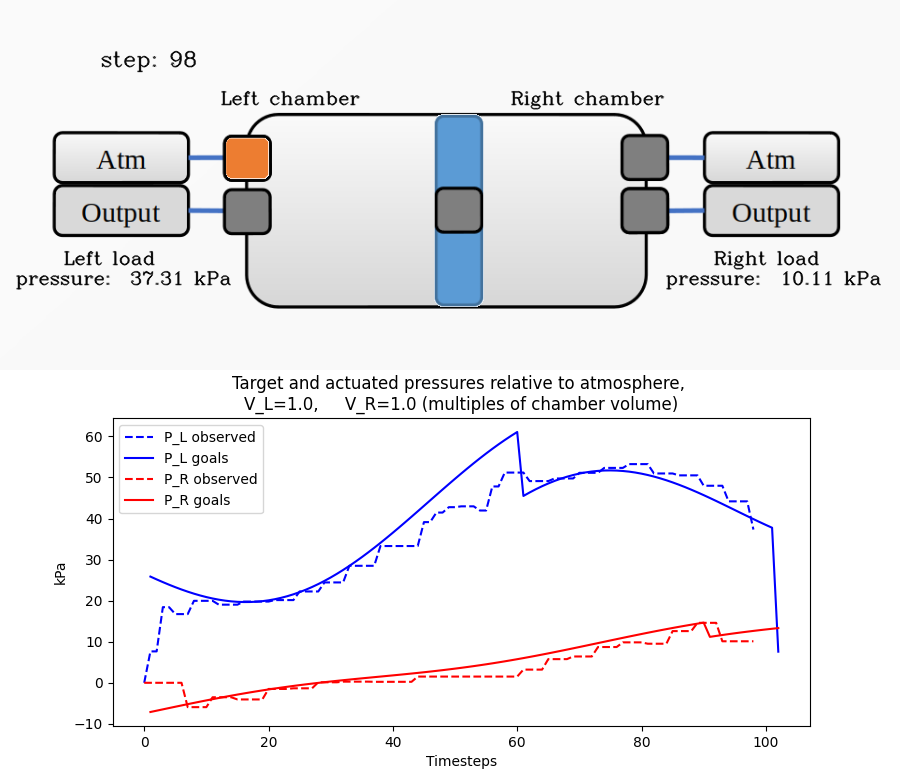 step: 98
Left chamber
Right chamber
Atm
Atm
Output
Output
Left load
pressure: 37.31 kPa
Right load
pressure: 10.11 kPa
Target and actuated pressures relative to atmosphere,
V_L=1.0, V_R=1.0 (multiples of chamber volume)
P_L observed
P_L goals
P_R observed
P_R goals
60
50
40
30
20
10
0
−10
kPa
0
20
40
60
80
100
Timesteps